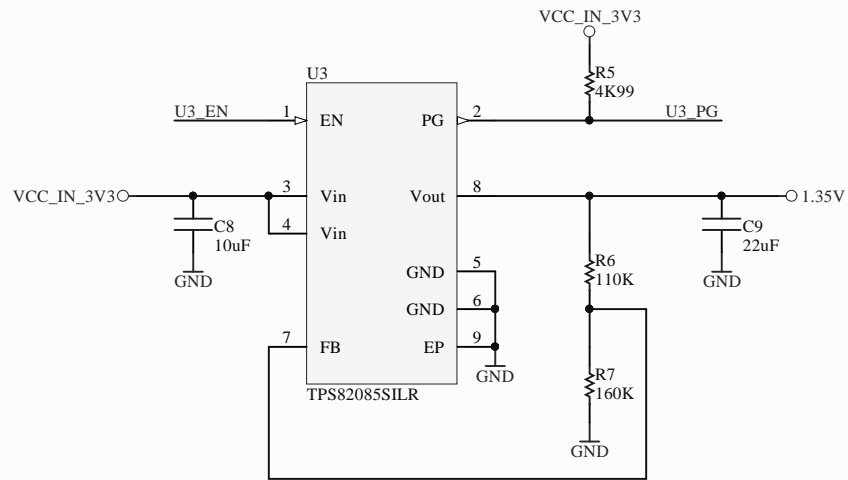 VCC_IN_3V3
R5
4K99
U3
U3_EN
1
EN
PG
2
U3_PG
VCC_IN_3V3
3
Vin
Vout
8
1.35V
C8
10uF
GND
4
Vin
C9
22uF
GND
GND
5
R6
110K
GND
6
7
FB
EP
9
GND
R7
160K
GND
TPS82085SILR